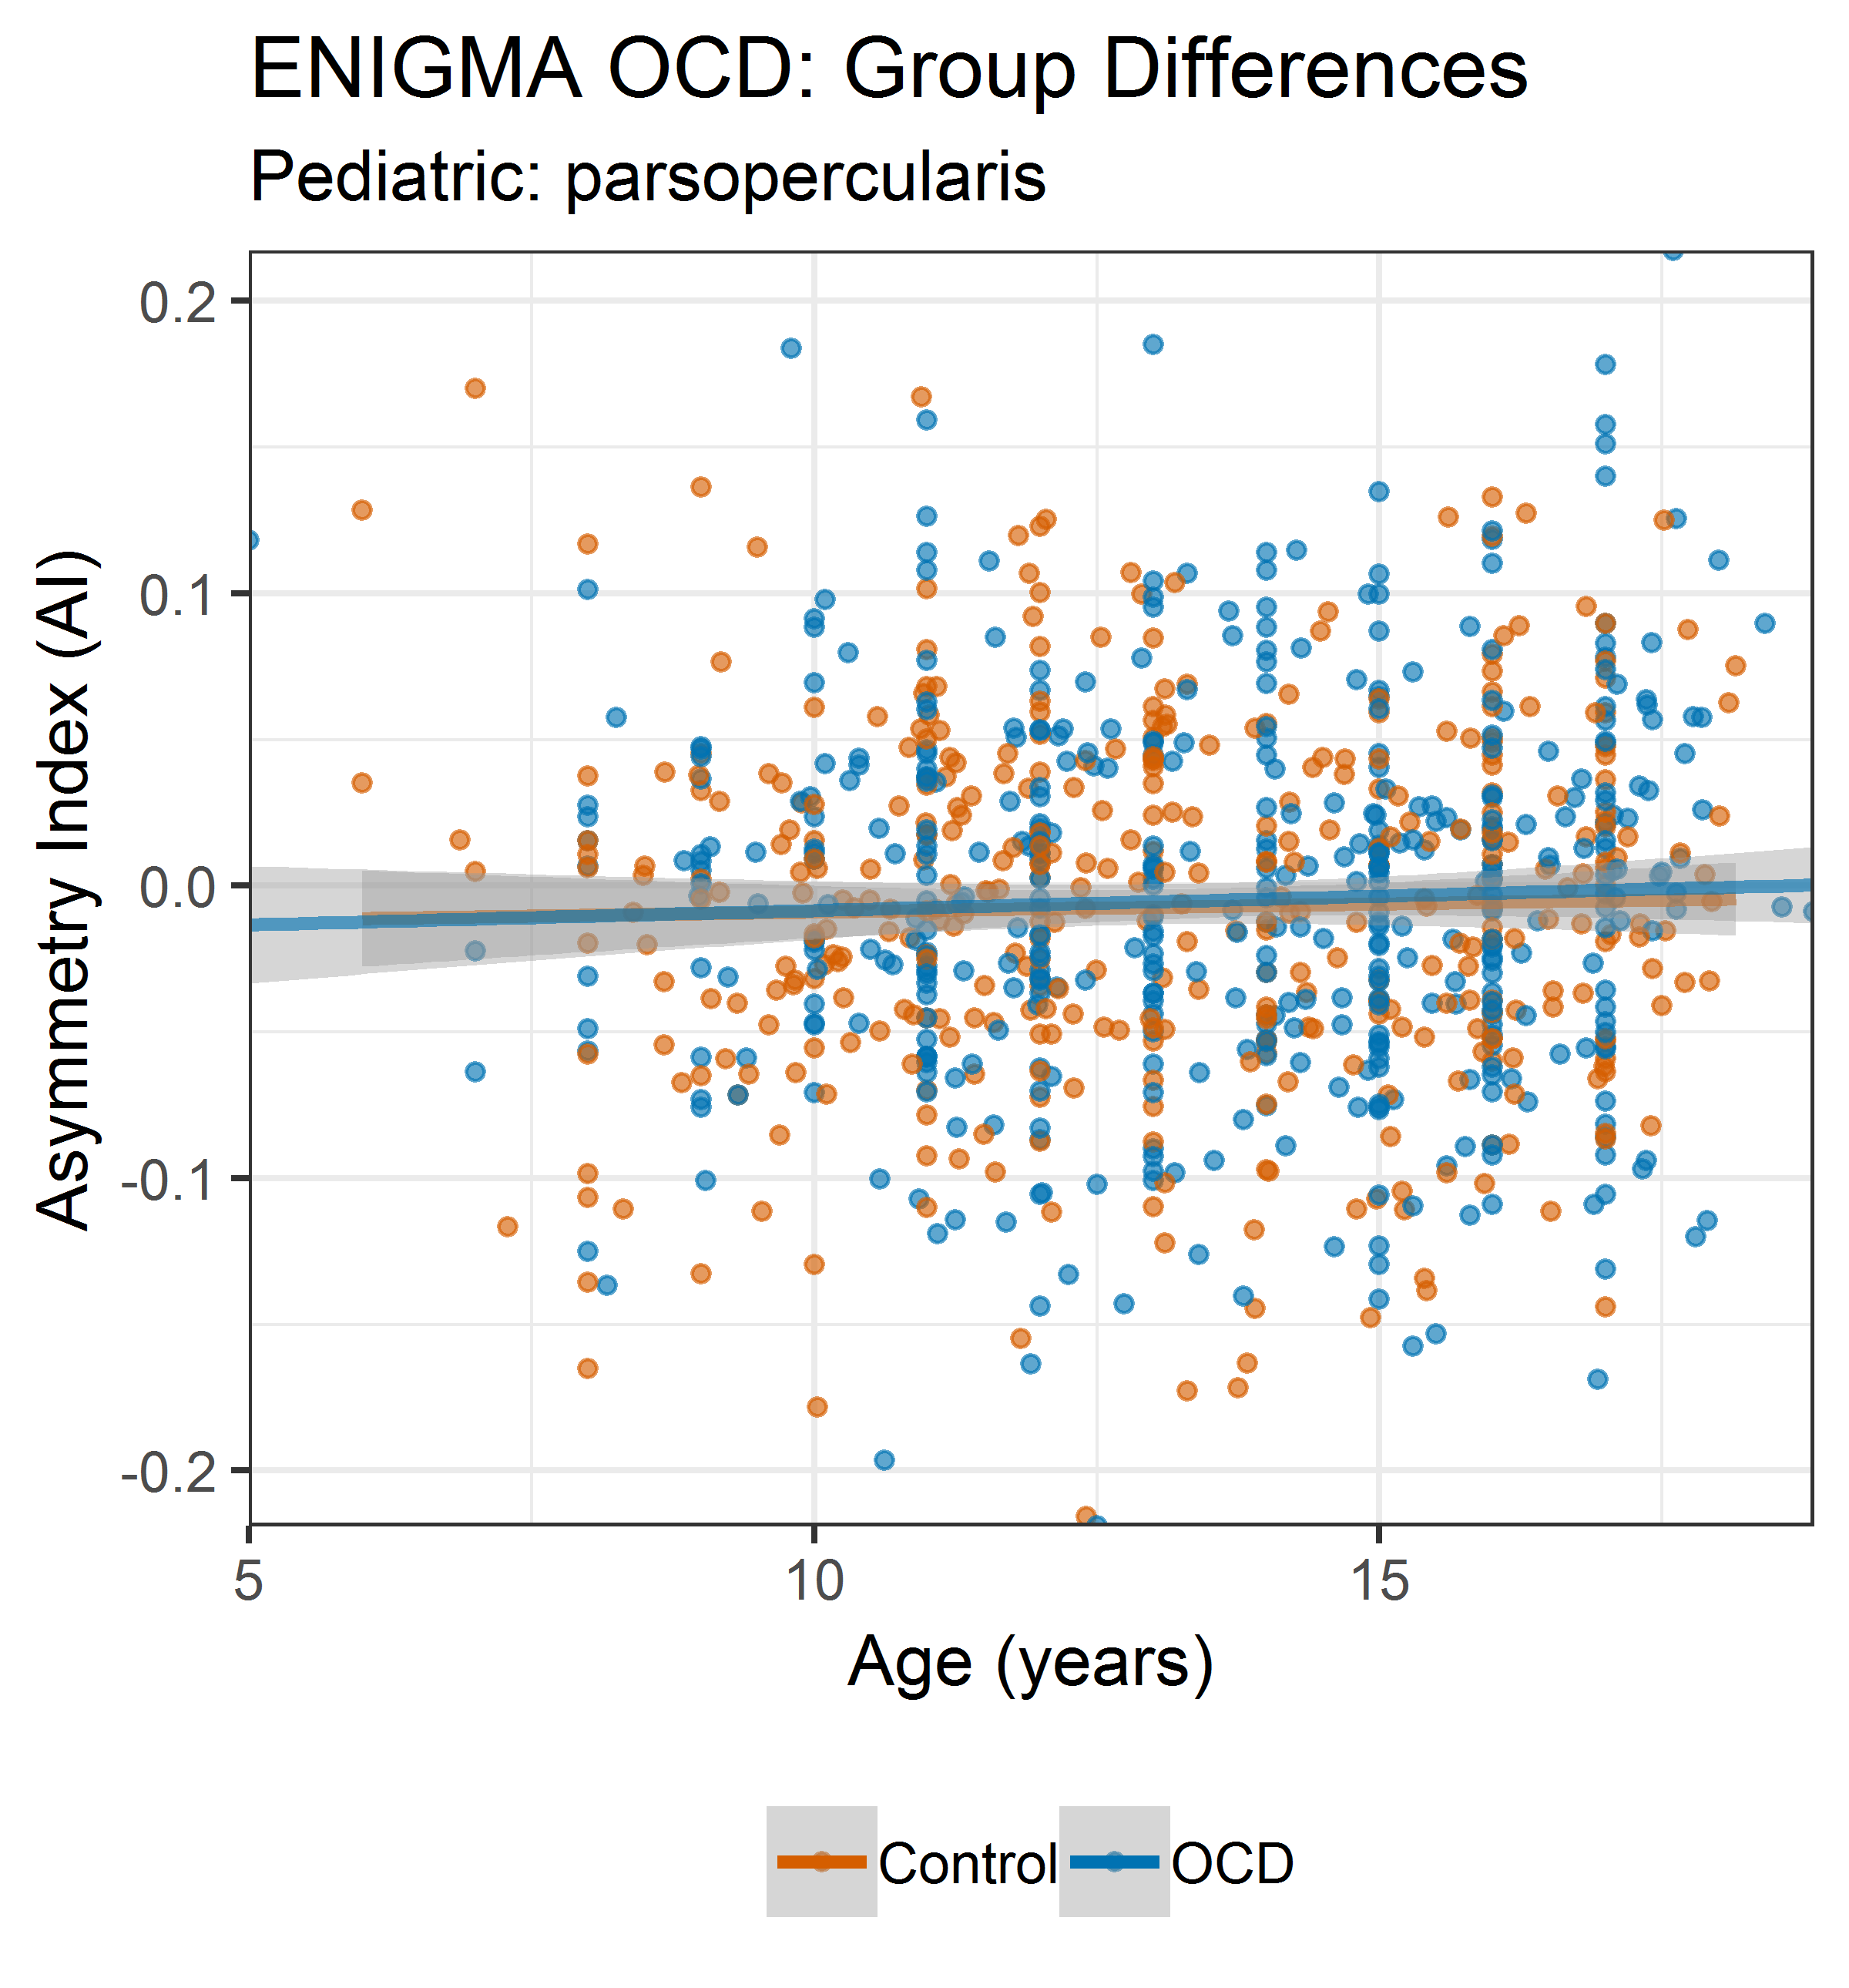 ENIGMA OCD: Group Differences
Pediatric: parsopercularis
Asymmetry Index (AI)
0.2
0.1
0.0
-0.1
-0.2
5
10
15
Age (years)
Control
OCD